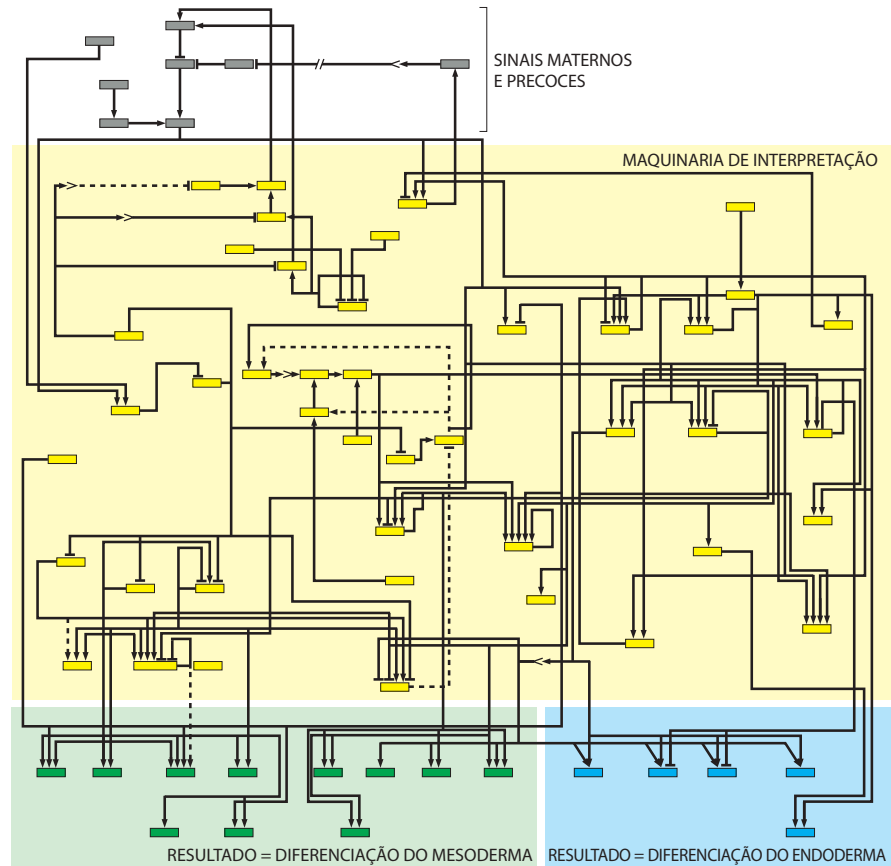 SINAIS MATERNOS
E PRECOCES
MAQUINARIA DE INTERPRETAÇÃO
RESULTADO = DIFERENCIAÇÃO DO MESODERMA
RESULTADO = DIFERENCIAÇÃO DO ENDODERMA